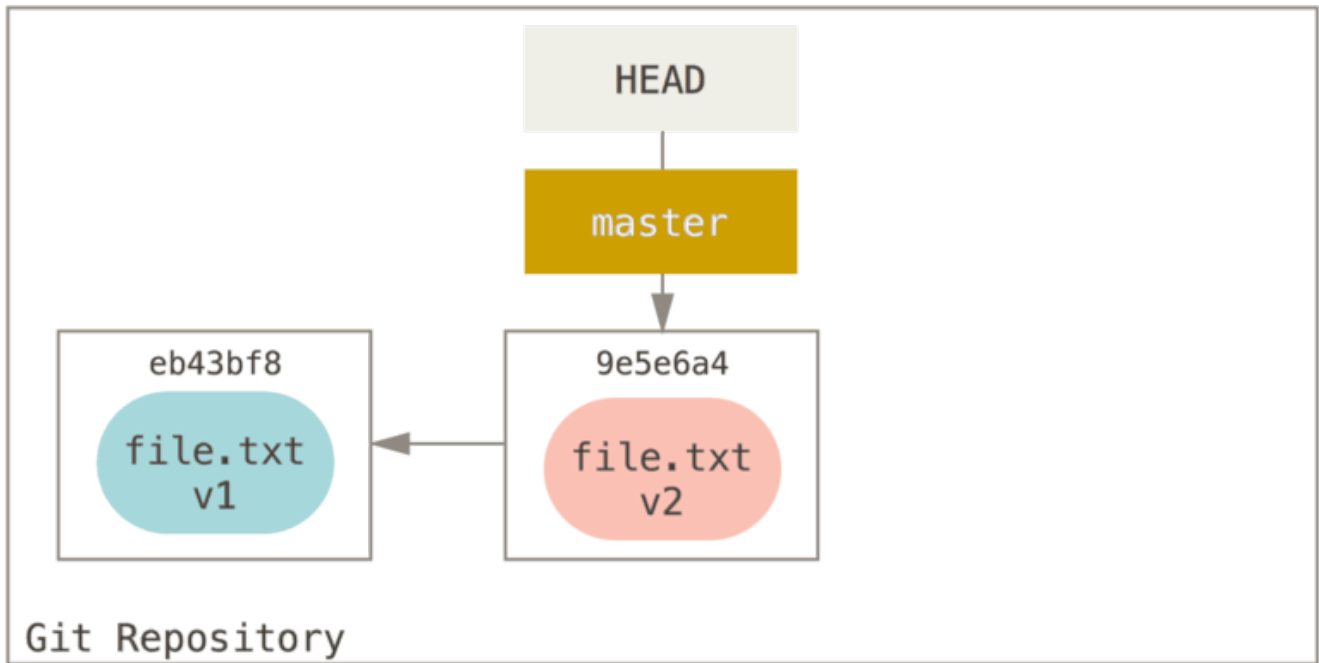 HEAD
master
eb43bf8
file.txt
v1
9e5e6a4
file.txt
v2
Git Repository